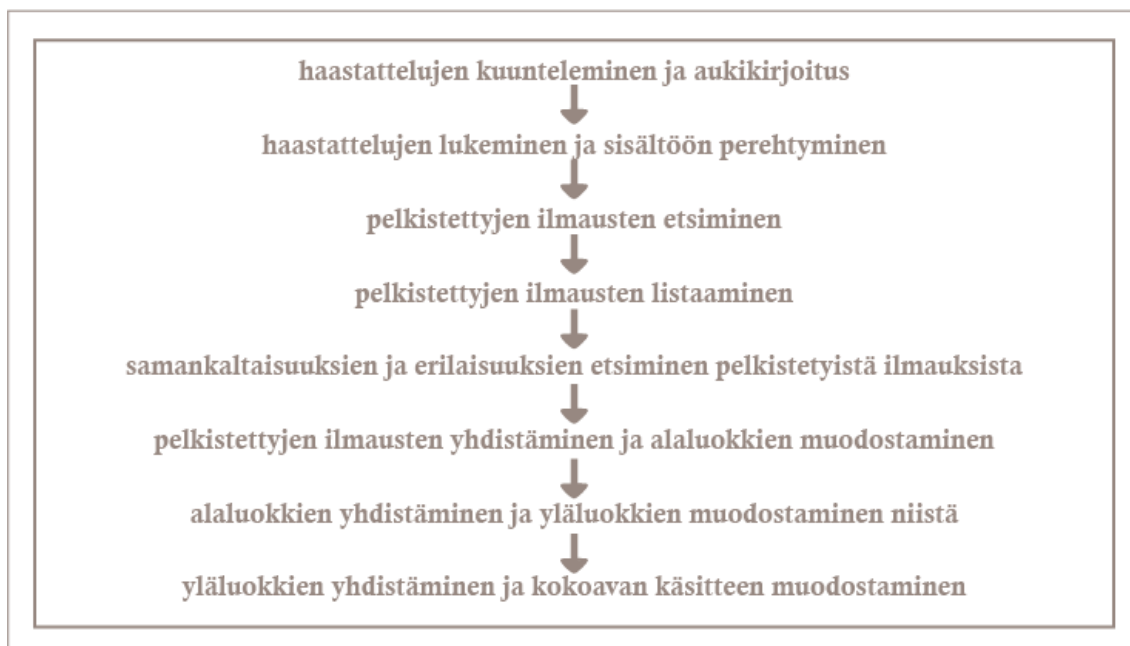 haastattelujen kuunteleminen ja aukikirjoitus
haastattelujen lukeminen ja sisältöön perehtyminen
pelkistettyjen ilmausten etsiminen
pelkistettyjen ilmausten listaaminen
samankaltaisuuksien ja erilaisuuksien etsiminen pelkistetyistä ilmauksista
pelkistettyjen ilmausten yhdistäminen ja alaluokkien muodostaminen
alaluokkien yhdistäminen ja yläluokkien muodostaminen niistä
yläluokkien yhdistäminen ja kokoavan käsitteen muodostaminen